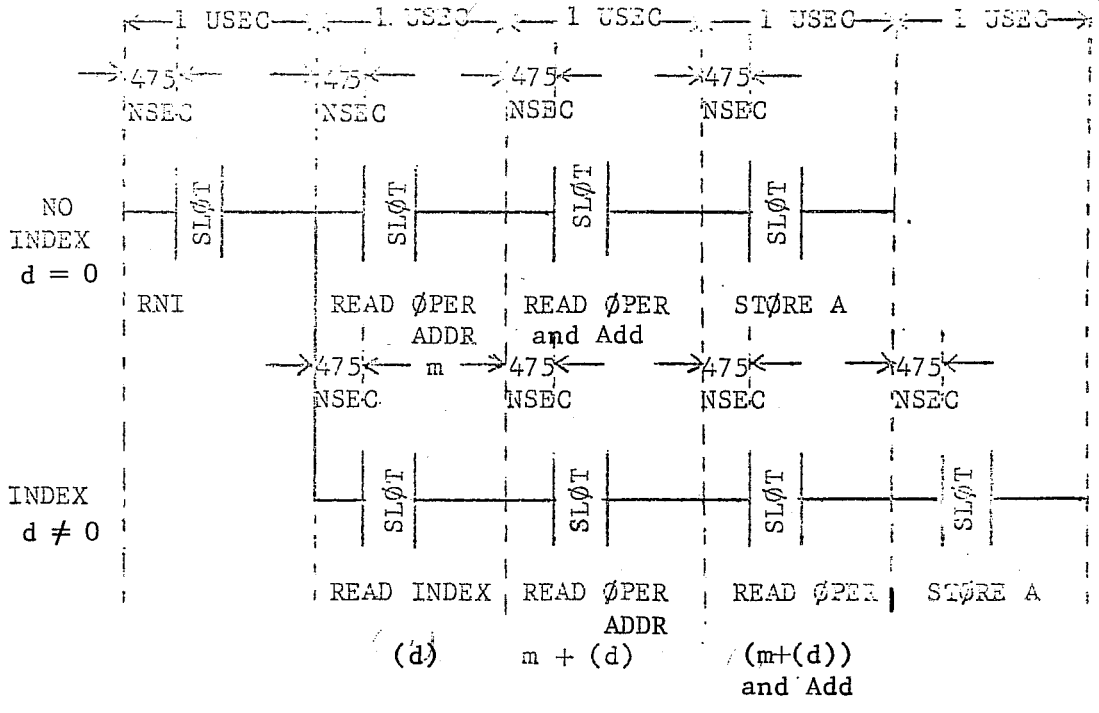 1 USEC 1 USEC 1 USEC 1 USEC 1 USEC
475 475 475 475
NSEC NSEC NSEC NSEC
SLØT SLØT SLØT SLØT
NO
INDEX
d = 0
RNI READ ØPER READ ØPER STØRE A
ADDR and Add
475 m 475 475 475
NSEC NSEC NSEC NSEC
SLØT SLØT SLØT SLØT
INDEX
d ≠ 0
READ INDEX READ ØPER READ ØPER STØRE A
ADDR
(d) m + (d) (m+(d))
and Add